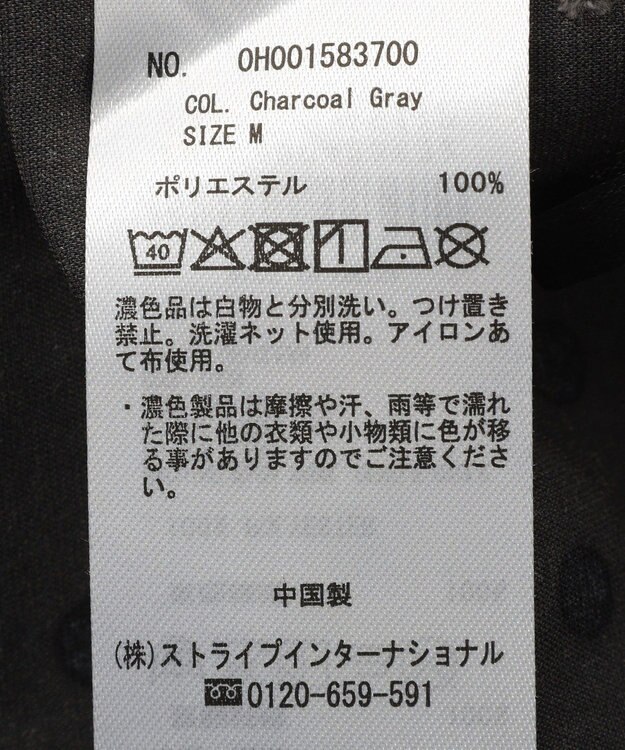 NO. 0H001583700
COL. Charcoal Gray
SIZE M
ポリエステル 100%
40
濃色品は白物と分別洗い。つけ置き
禁止。洗濯ネット使用。アイロンあ
て布使用。
・濃色製品は摩擦や汗、雨等で濡れ
た際に他の衣類や小物類に色が移
る事がありますのでご注意くださ
い。
中国製
(株)ストライプインターナショナル
0120-659-591